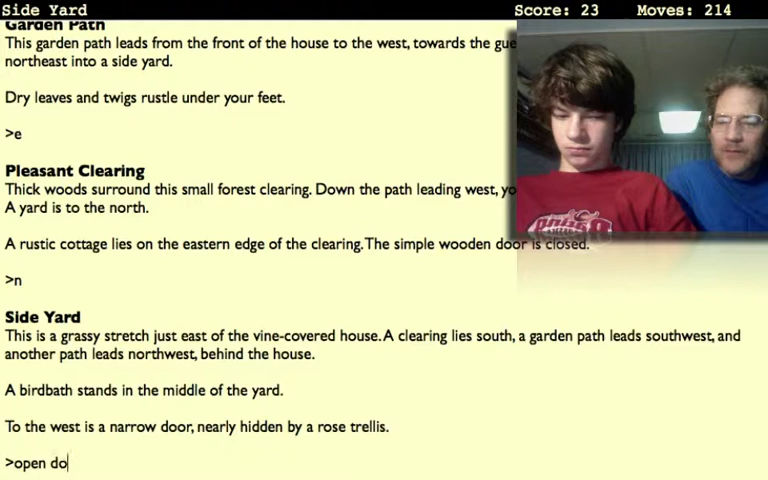 Side Yard Score: 23 Moves: 214
Garden Path
This garden path leads from the front of the house to the west, towards the
northeast into a side yard.
Dry leaves and twigs rustle under your feet.
>e
Pleasant Clearing
Thick woods surround this small forest clearing. Down the path leading west,
A yard is to the north.
A rustic cottage lies on the eastern edge of the clearing. The simple wooden door is closed.
>n
Side Yard
This is a grassy stretch just east of the vine-covered house. A clearing lies south, a garden path leads southwest, and
another path leads northwest, behind the house.
A birdbath stands in the middle of the yard.
To the west is a narrow door, nearly hidden by a rose trellis.
>open do